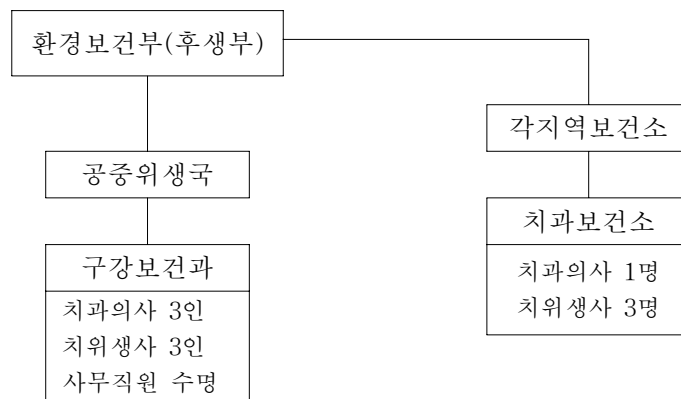 환경보건부(후생부)
각지역보건소
공중위생국
치과보건소
구강보건과
치과의사 1명
치위생사 3명
치과의사 3인
치위생사 3인
사무직원 수명